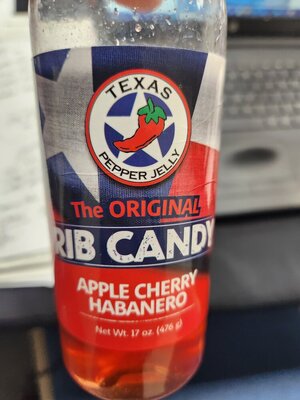 TEXAS
PEPPER JELLY
The ORIGINAL
RIB CANDY
APPLE CHERRY
HABANERO
Net Wt. 17 oz. (476 g)